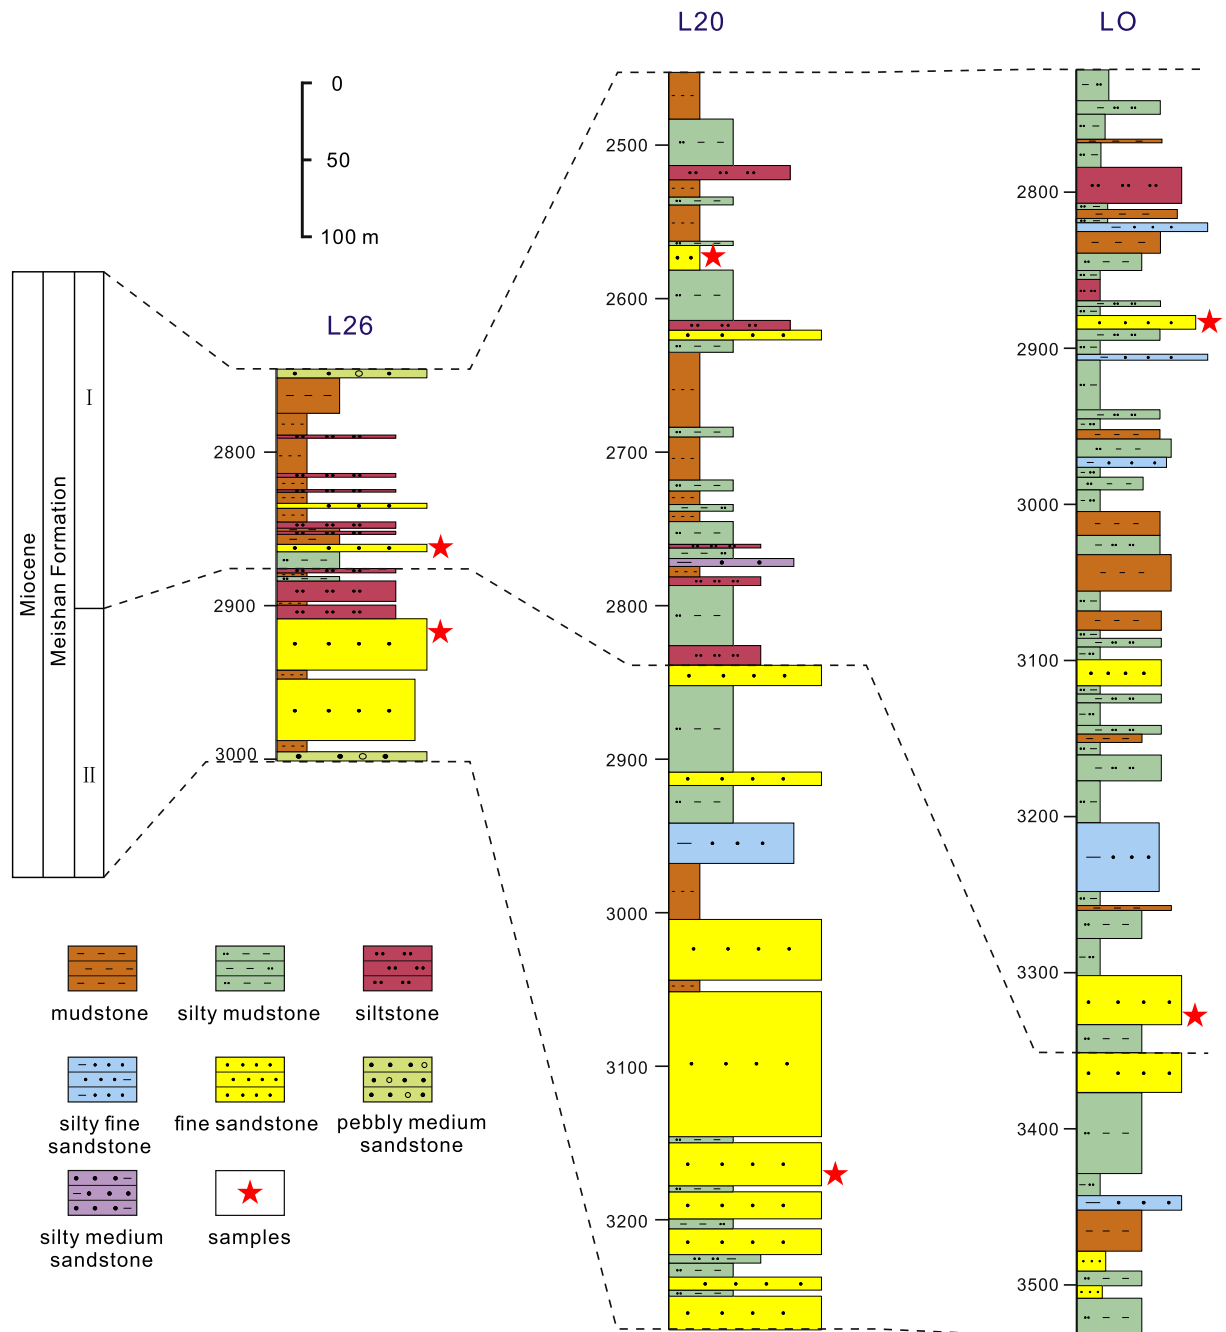 L20
LO
0
50
100 m
L26
Miocene
Meishan Formation
I
II
2800
2900
3000
2500
2600
2700
2800
2900
3000
3100
3200
2800
2900
3000
3100
3200
3300
3400
3500
mudstone
silty mudstone
siltstone
silty fine
sandstone
fine sandstone
pebbly medium
sandstone
silty medium
sandstone
samples